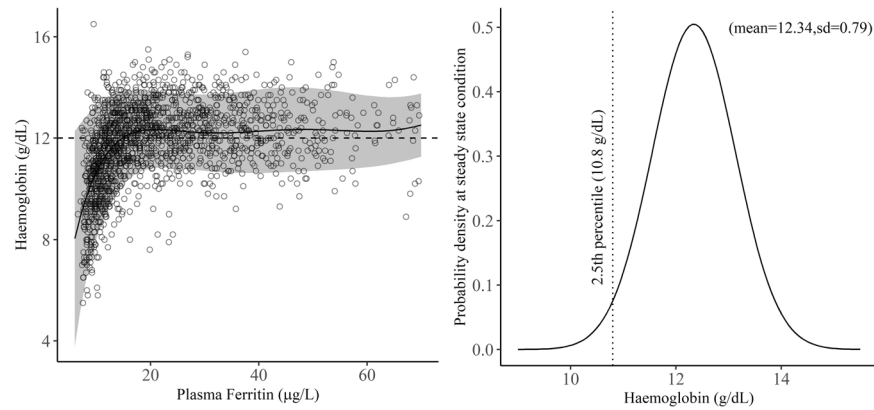 Haemoglobin (g/dL)
16
12
8
4
20
40
60
Plasma Ferritin (µg/L)
Probability density at steady state condition
0.5
0.4
0.3
0.2
0.1
0.0
(mean=12.34,sd=0.79)
2.5th percentile (10.8 g/dL)
10
12
14
Haemoglobin (g/dL)